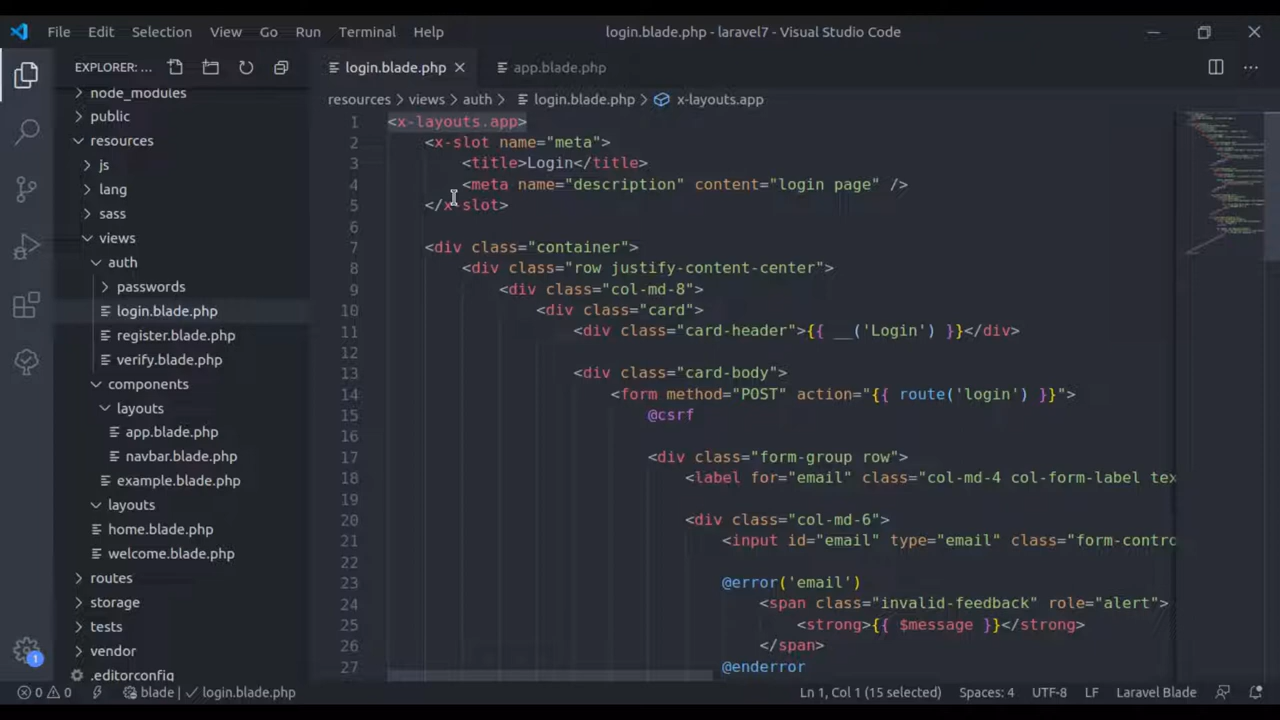 File Edit Selection View Go Run Terminal Help login.blade.php - laravel7 - Visual Studio Code
EXPLORER: ...
login.blade.php app.blade.php
resources > views > auth > login.blade.php > x-layouts.app
node_modules
public
resources
js
lang
sass
views
auth
passwords
login.blade.php
register.blade.php
verify.blade.php
components
layouts
app.blade.php
navbar.blade.php
example.blade.php
layouts
home.blade.php
welcome.blade.php
routes
storage
tests
vendor
.editorconfig
1 <x-layouts.app>
2 <x-slot name="meta">
3 <title>Login</title>
4 <meta name="description" content="login page" />
5 </x-slot>
6
7 <div class="container">
8 <div class="row justify-content-center">
9 <div class="col-md-8">
10 <div class="card">
11 <div class="card-header">{{ __('Login') }}</div>
12
13 <div class="card-body">
14 <form method="POST" action="{{ route('login') }}">
15 @csrf
16
17 <div class="form-group row">
18 <label for="email" class="col-md-4 col-form-label tex
19
20 <div class="col-md-6">
21 <input id="email" type="email" class="form-contro
22
23 @error('email')
24 <span class="invalid-feedback" role="alert">
25 <strong>{{ $message }}</strong>
26 </span>
27 @enderror
1
0 0 blade | ✓ login.blade.php Ln 1, Col 1 (15 selected) Spaces: 4 UTF-8 LF Laravel Blade